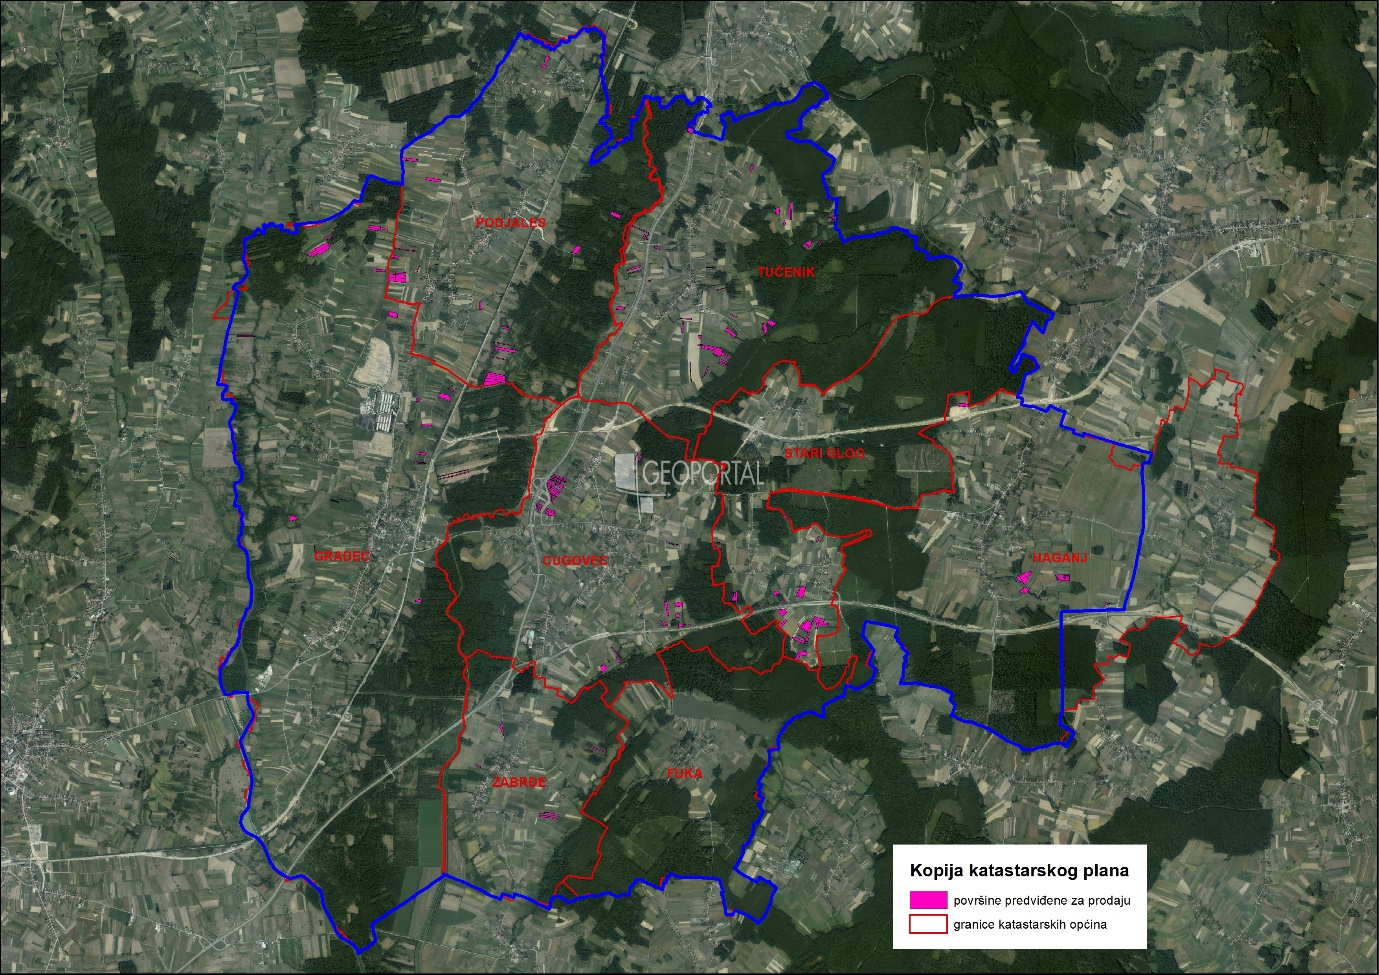 PODJALES
TUČENIK
GEOPORTAL
STARI GLOG
GRADEC
CUGOVEC
HAGANJ
ZABRĐE
FUKA
Kopija katastarskog plana
površine predviđene za prodaju
granice katastarskih općina